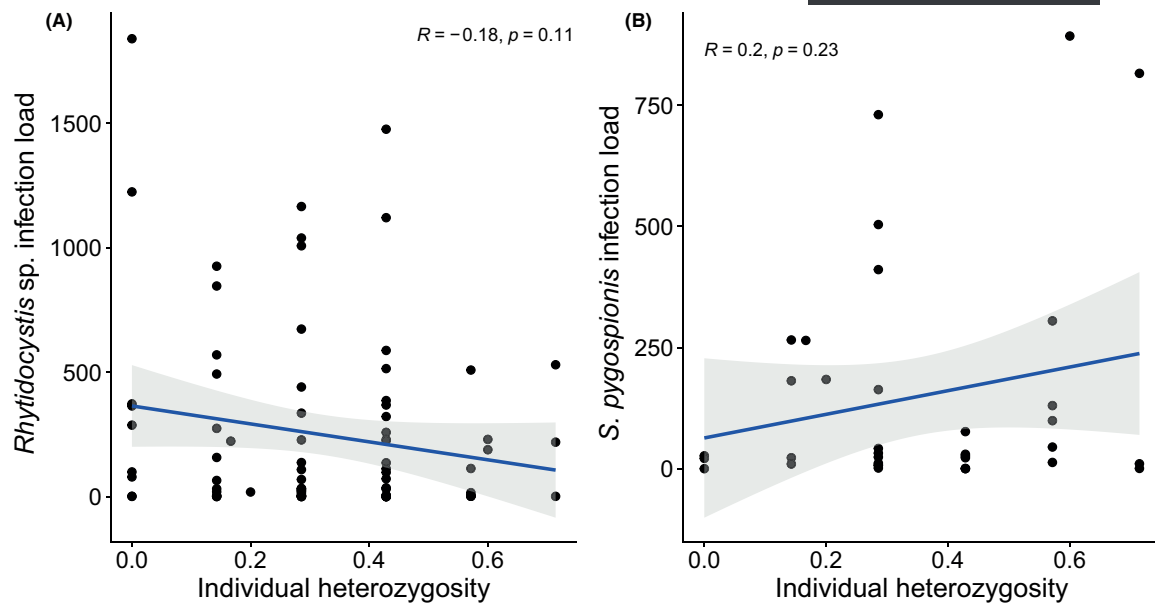 (A)
R = −0.18, p = 0.11
Rhytidocystis sp. infection load
1500
1000
500
0
0.0 0.2 0.4 0.6
Individual heterozygosity
(B)
R = 0.2, p = 0.23
S. pygospionis infection load
750
500
250
0
0.0 0.2 0.4 0.6
Individual heterozygosity